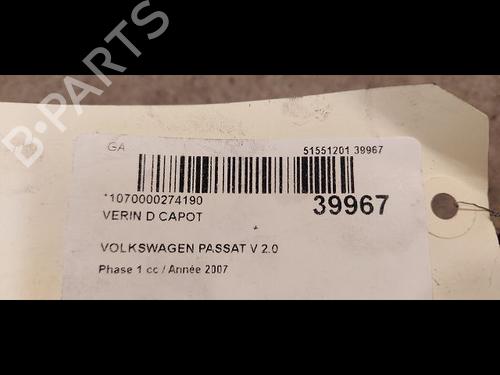 B-PARTS
GA
51551201 39967
*1070000274190
39967
VERIN D CAPOT
VOLKSWAGEN PASSAT V 2.0
Phase 1 cc / Année 2007